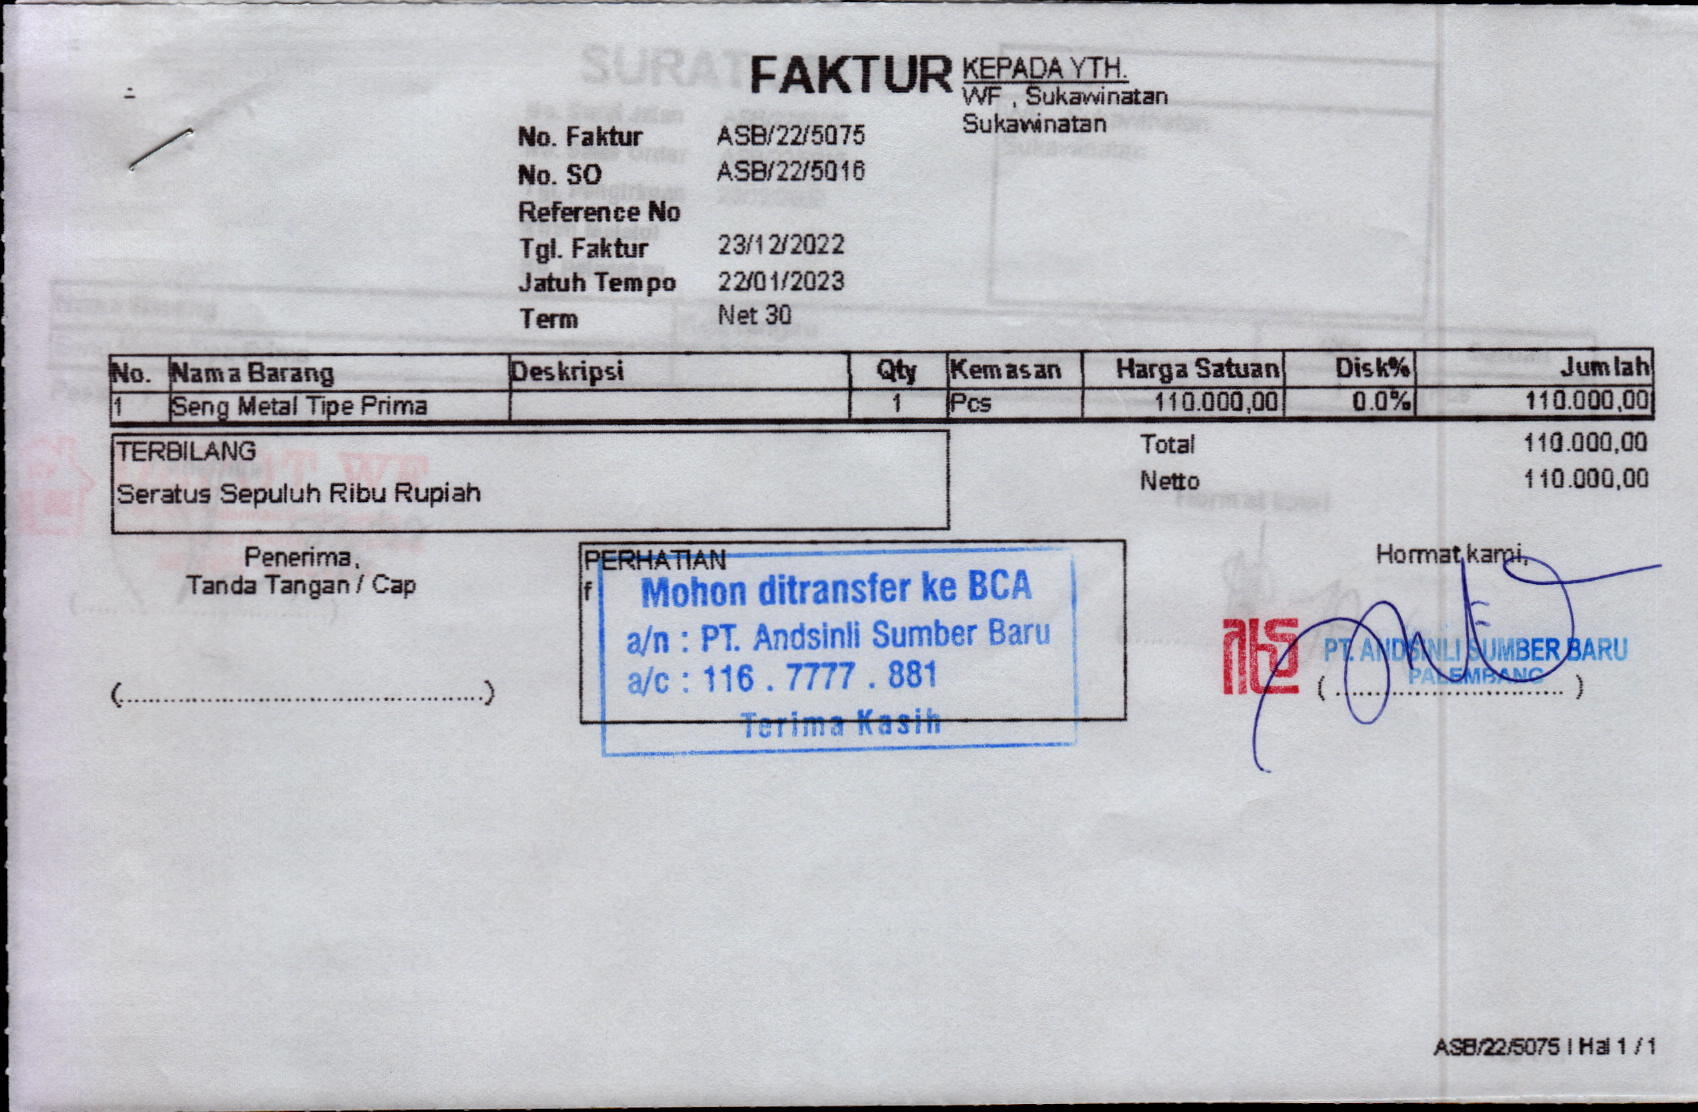 FAKTUR
KEPADA YTH.
WF , Sukawinatan
Sukawinatan
No. Faktur ASB/22/5075
No. SO ASB/22/5016
Reference No
Tgl. Faktur 23/12/2022
Jatuh Tempo 22/01/2023
Term Net 30
No. Nama Barang Deskripsi Qty Kemasan Harga Satuan Disk% Jumlah
1 Seng Metal Tipe Prima 1 Pcs 110.000,00 0.0% 110.000,00
TERBILANG
Seratus Sepuluh Ribu Rupiah
Total 110.000,00
Netto 110.000,00
Penerima,
Tanda Tangan / Cap
(..................................................)
PERHATIAN
f
Mohon ditransfer ke BCA
a/n : PT. Andsinli Sumber Baru
a/c : 116 . 7777 . 881
Terima Kasih
Hormat kami,
PT. ANDSINLI SUMBER BARU
PALEMBANG
( ................................ )
ASB/22/5075 | Hal 1 / 1